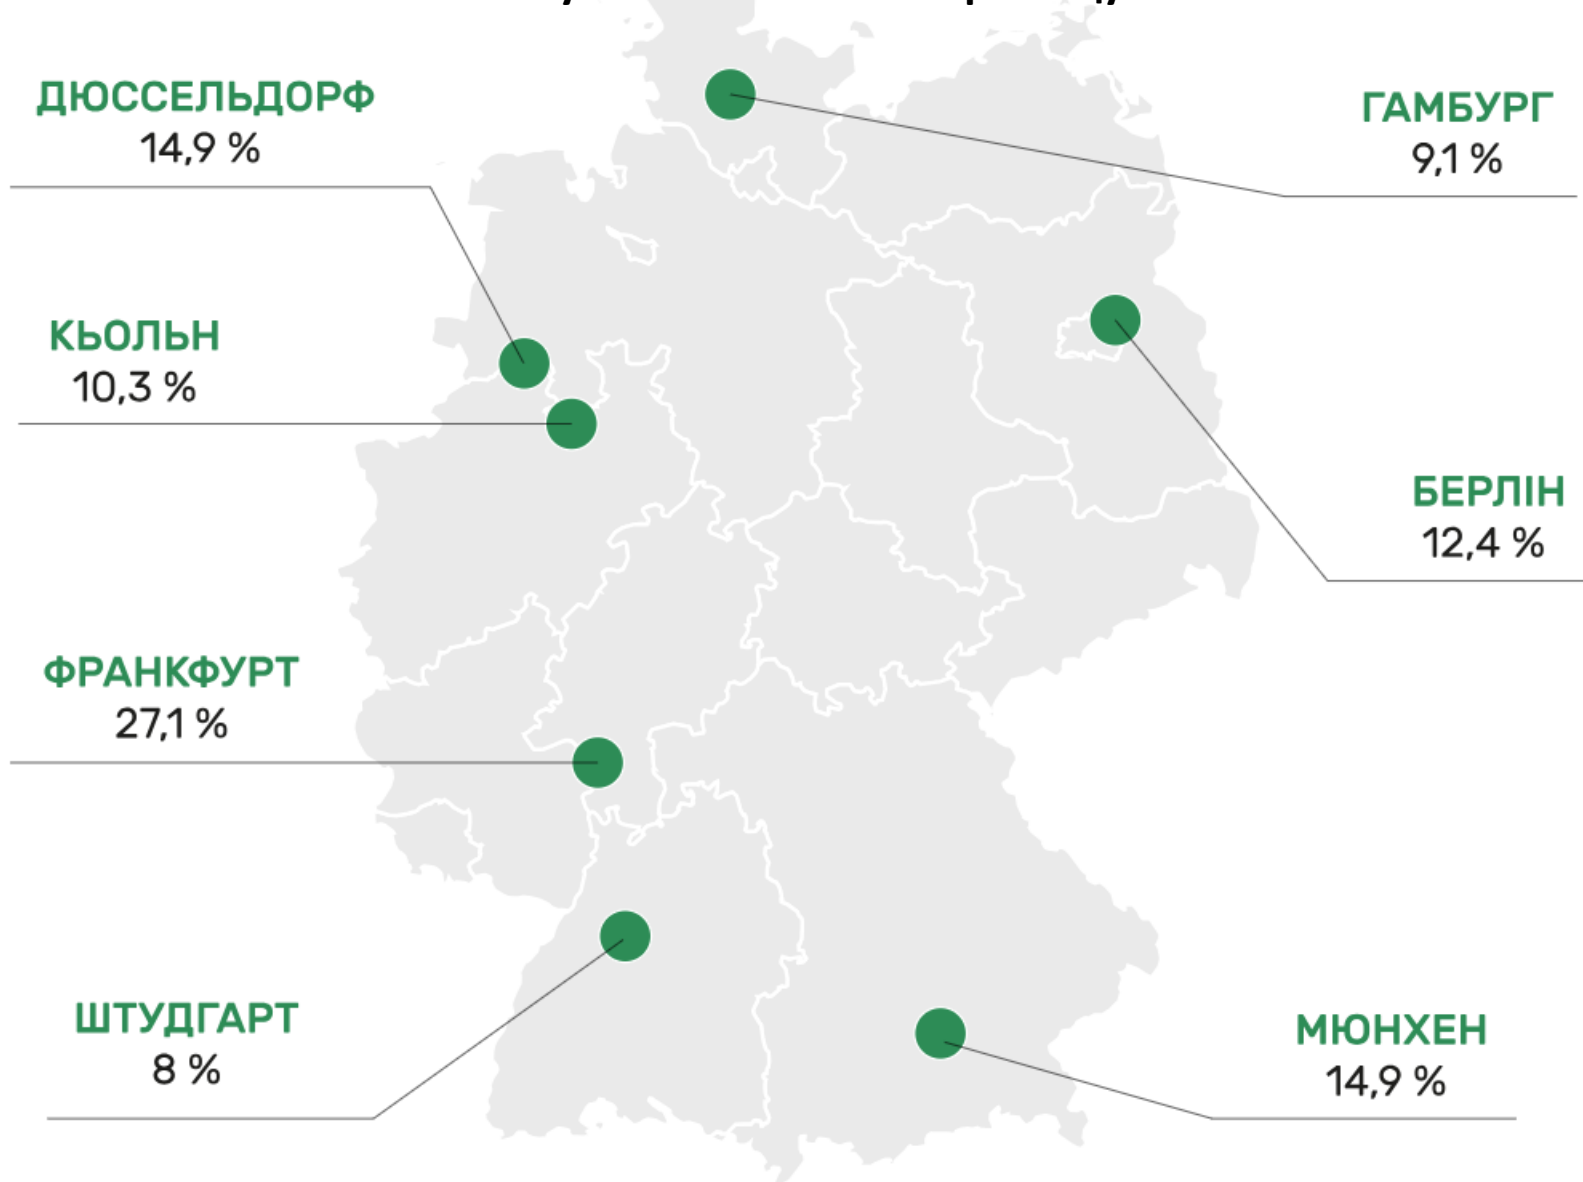 ДЮССЕЛЬДОРФ
14,9 %
ГАМБУРГ
9,1 %
КЬОЛЬН
10,3 %
БЕРЛІН
12,4 %
ФРАНКФУРТ
27,1 %
ШТУДГАРТ
8 %
МЮНХЕН
14,9 %